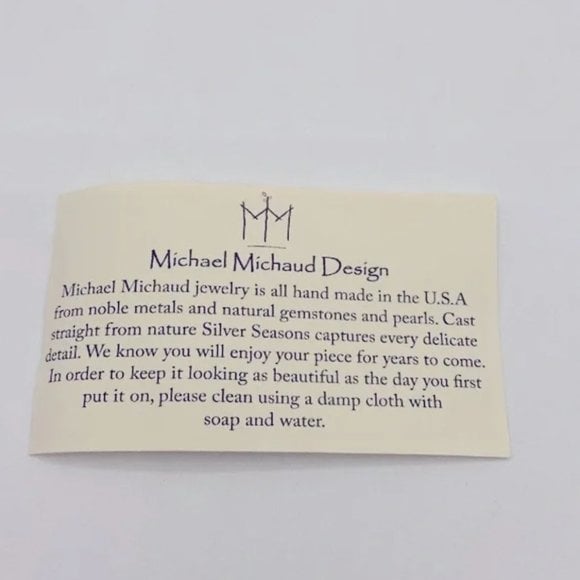 MM
Michael Michaud Design
Michael Michaud jewelry is all hand made in the U.S.A
from noble metals and natural gemstones and pearls. Cast
straight from nature Silver Seasons captures every delicate
detail. We know you will enjoy your piece for years to come.
In order to keep it looking as beautiful as the day you first
put it on, please clean using a damp cloth with
soap and water.